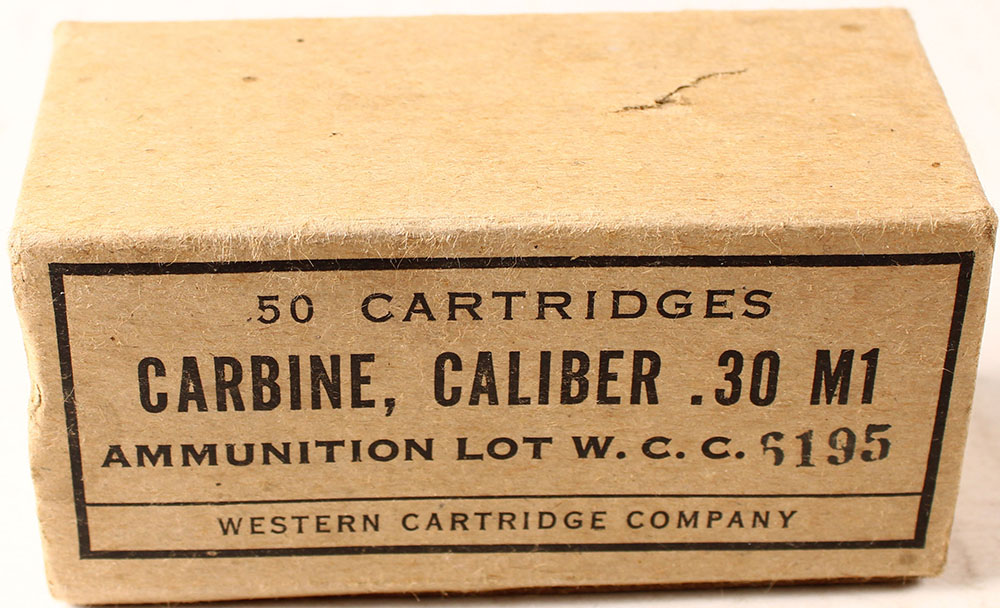 50 CARTRIDGES
CARBINE, CALIBER .30 M1
AMMUNITION LOT W. C. C. 6195
WESTERN CARTRIDGE COMPANY